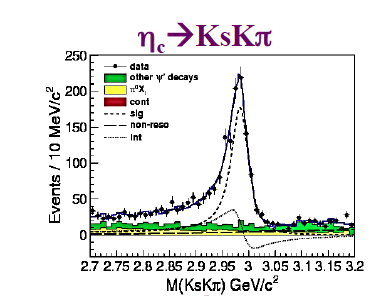 ηc→KsKπ
Events / 10 MeV/c²
250
200
150
100
50
0
data
other ψ' decays
π⁰Xᵢ
cont
sig
non-reso
int
2.7 2.75 2.8 2.85 2.9 2.95 3 3.05 3.1 3.15 3.2
M(KsKπ) GeV/c²